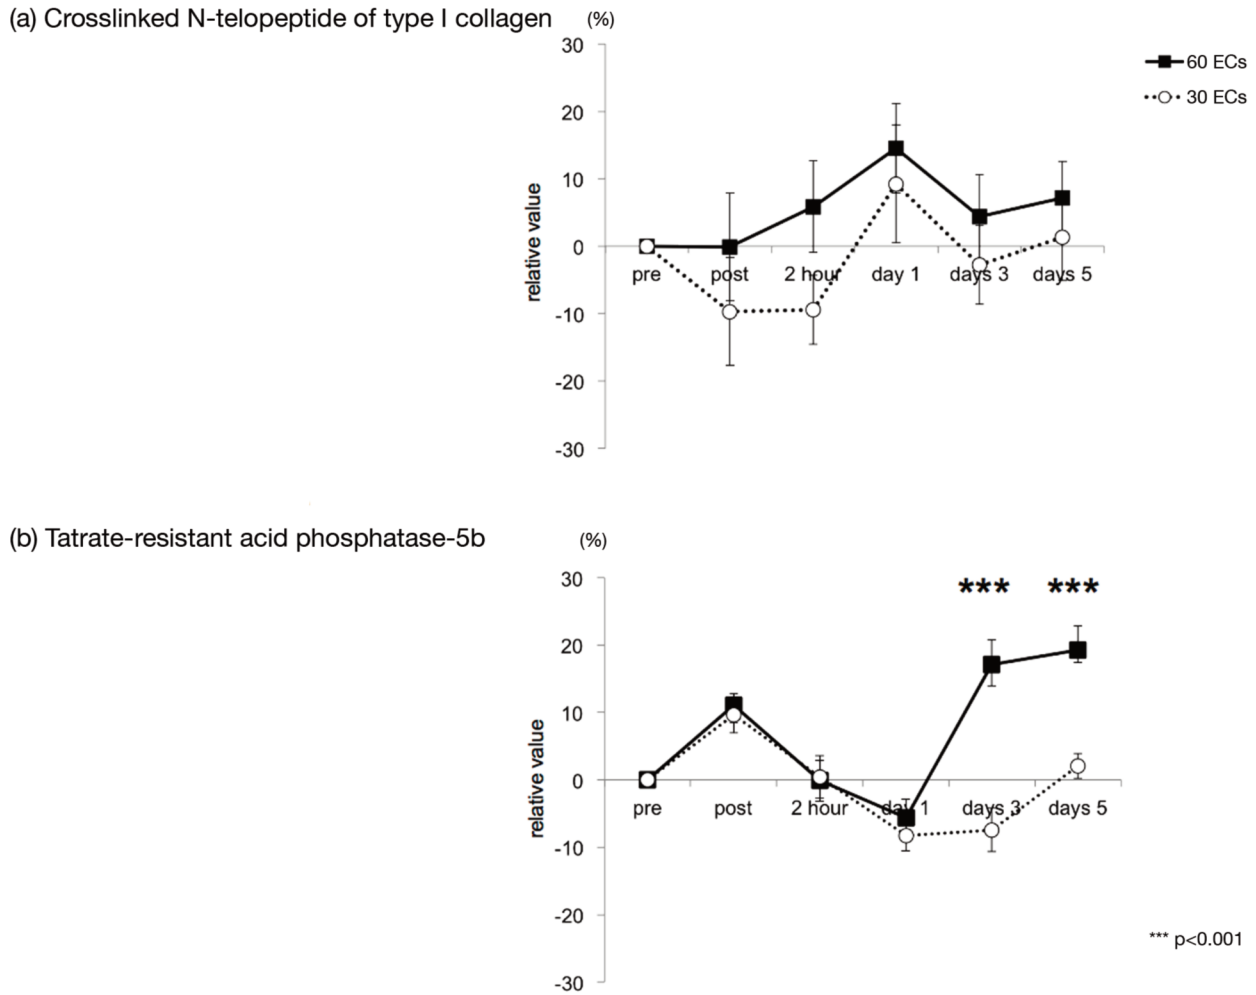 (a) Crosslinked N-telopeptide of type I collagen
(%)
30
20
10
0
-10
-20
-30
relative value
pre
post
2 hour
day 1
days 3
days 5
60 ECs
30 ECs
(b) Tatrate-resistant acid phosphatase-5b
(%)
30
20
10
0
-10
-20
-30
relative value
pre
post
2 hour
day 1
days 3
days 5
***
***
*** p<0.001